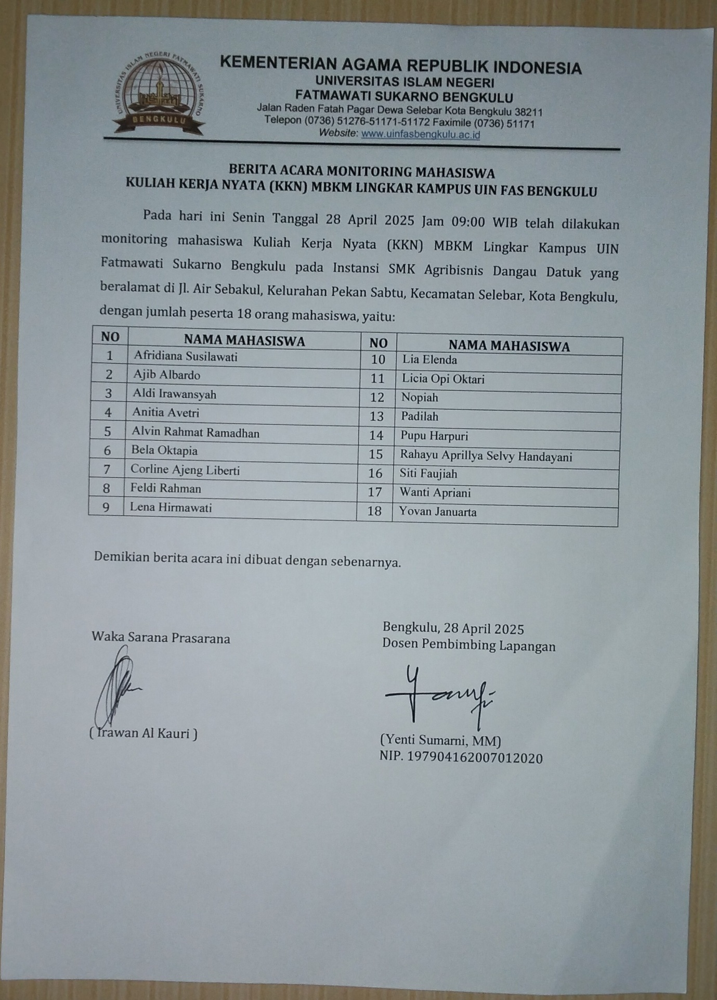 UNIVERSITAS ISLAM NEGERI FATMAWATI SUKARNO
BENGKULU
KEMENTERIAN AGAMA REPUBLIK INDONESIA
UNIVERSITAS ISLAM NEGERI
FATMAWATI SUKARNO BENGKULU
Jalan Raden Fatah Pagar Dewa Selebar Kota Bengkulu 38211
Telepon (0736) 51276-51171-51172 Faximile (0736) 51171
Website: www.uinfasbengkulu.ac.id
BERITA ACARA MONITORING MAHASISWA
KULIAH KERJA NYATA (KKN) MBKM LINGKAR KAMPUS UIN FAS BENGKULU
Pada hari ini Senin Tanggal 28 April 2025 Jam 09:00 WIB telah dilakukan
monitoring mahasiswa Kuliah Kerja Nyata (KKN) MBKM Lingkar Kampus UIN
Fatmawati Sukarno Bengkulu pada Instansi SMK Agribisnis Dangau Datuk yang
beralamat di Jl. Air Sebakul, Kelurahan Pekan Sabtu, Kecamatan Selebar, Kota Bengkulu,
dengan jumlah peserta 18 orang mahasiswa, yaitu:
NO NAMA MAHASISWA NO NAMA MAHASISWA
1 Afridiana Susilawati 10 Lia Elenda
2 Ajib Albardo 11 Licia Opi Oktari
3 Aldi Irawansyah 12 Nopiah
4 Anitia Avetri 13 Padilah
5 Alvin Rahmat Ramadhan 14 Pupu Harpuri
6 Bela Oktapia 15 Rahayu Aprillya Selvy Handayani
7 Corline Ajeng Liberti 16 Siti Faujiah
8 Feldi Rahman 17 Wanti Apriani
9 Lena Hirmawati 18 Yovan Januarta
Demikian berita acara ini dibuat dengan sebenarnya.
Bengkulu, 28 April 2025
Waka Sarana Prasarana Dosen Pembimbing Lapangan
( Irawan Al Kauri ) (Yenti Sumarni, MM)
NIP. 197904162007012020